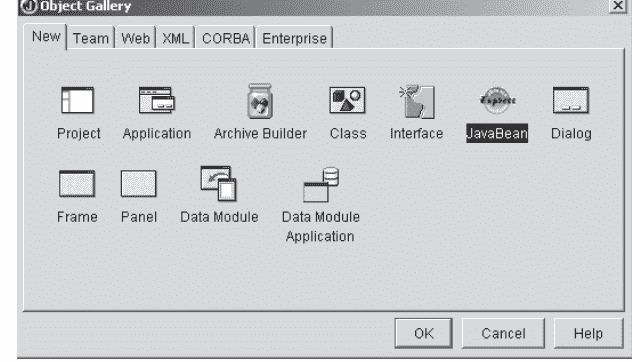 Object Gallery
New Team Web XML CORBA Enterprise
Project Application Archive Builder Class Interface JavaBean Dialog
Frame Panel Data Module Data Module
Application
OK Cancel Help